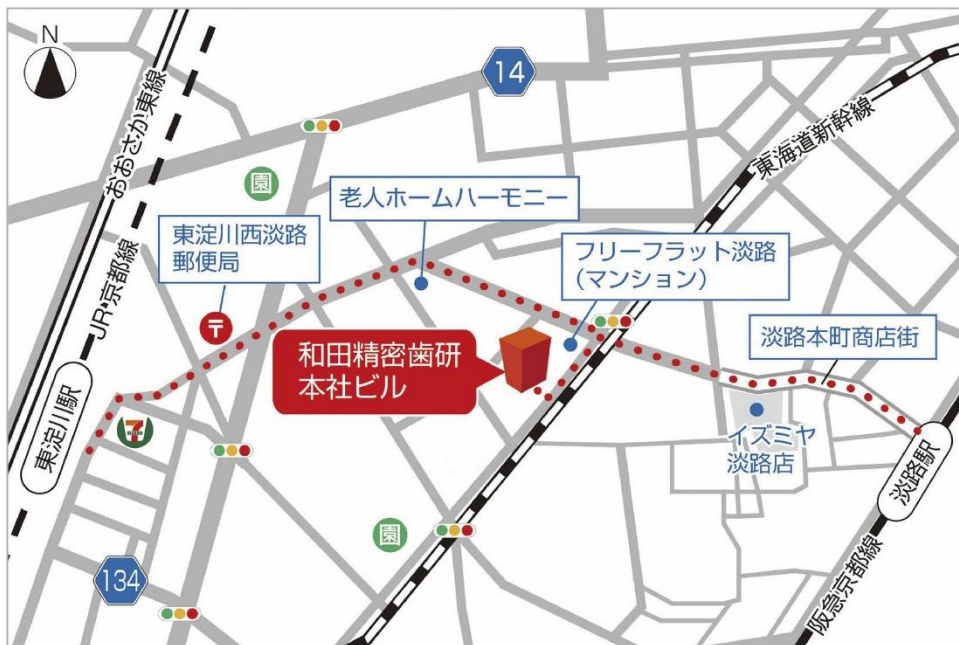 N
14
おおさか東線
JR京都線
東海道新幹線
園
老人ホームハーモニー
東淀川西淡路
郵便局
フリーフラット淡路
(マンション)
〒
和田精密歯研
本社ビル
淡路本町商店街
東淀川駅
7
イズミヤ
淡路店
淡路駅
園
134
阪急京都線